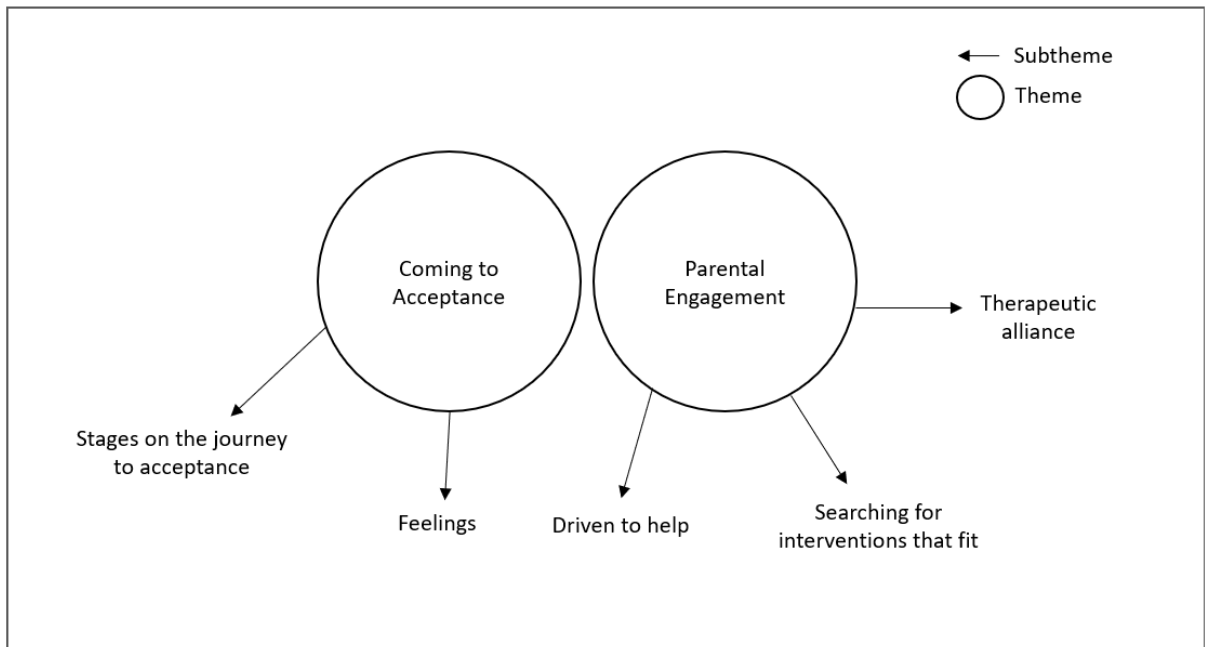 Subtheme
Theme
Coming to
Acceptance
Parental
Engagement
Therapeutic
alliance
Stages on the journey
to acceptance
Feelings
Driven to help
Searching for
interventions that fit